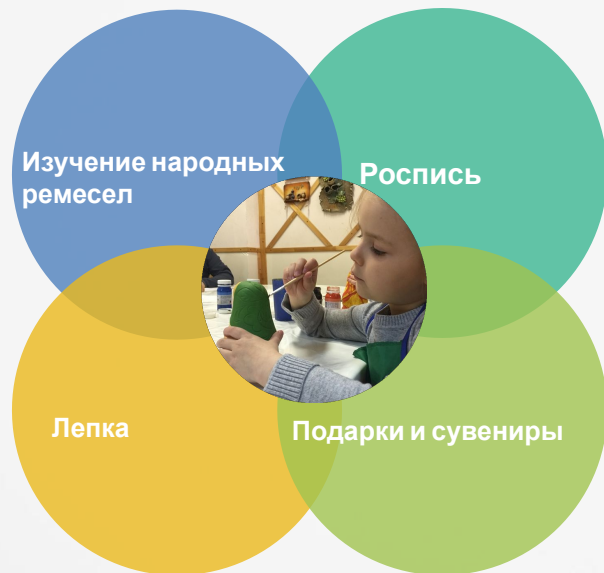 Изучение народных
ремесел
Роспись
Лепка
Подарки и сувениры